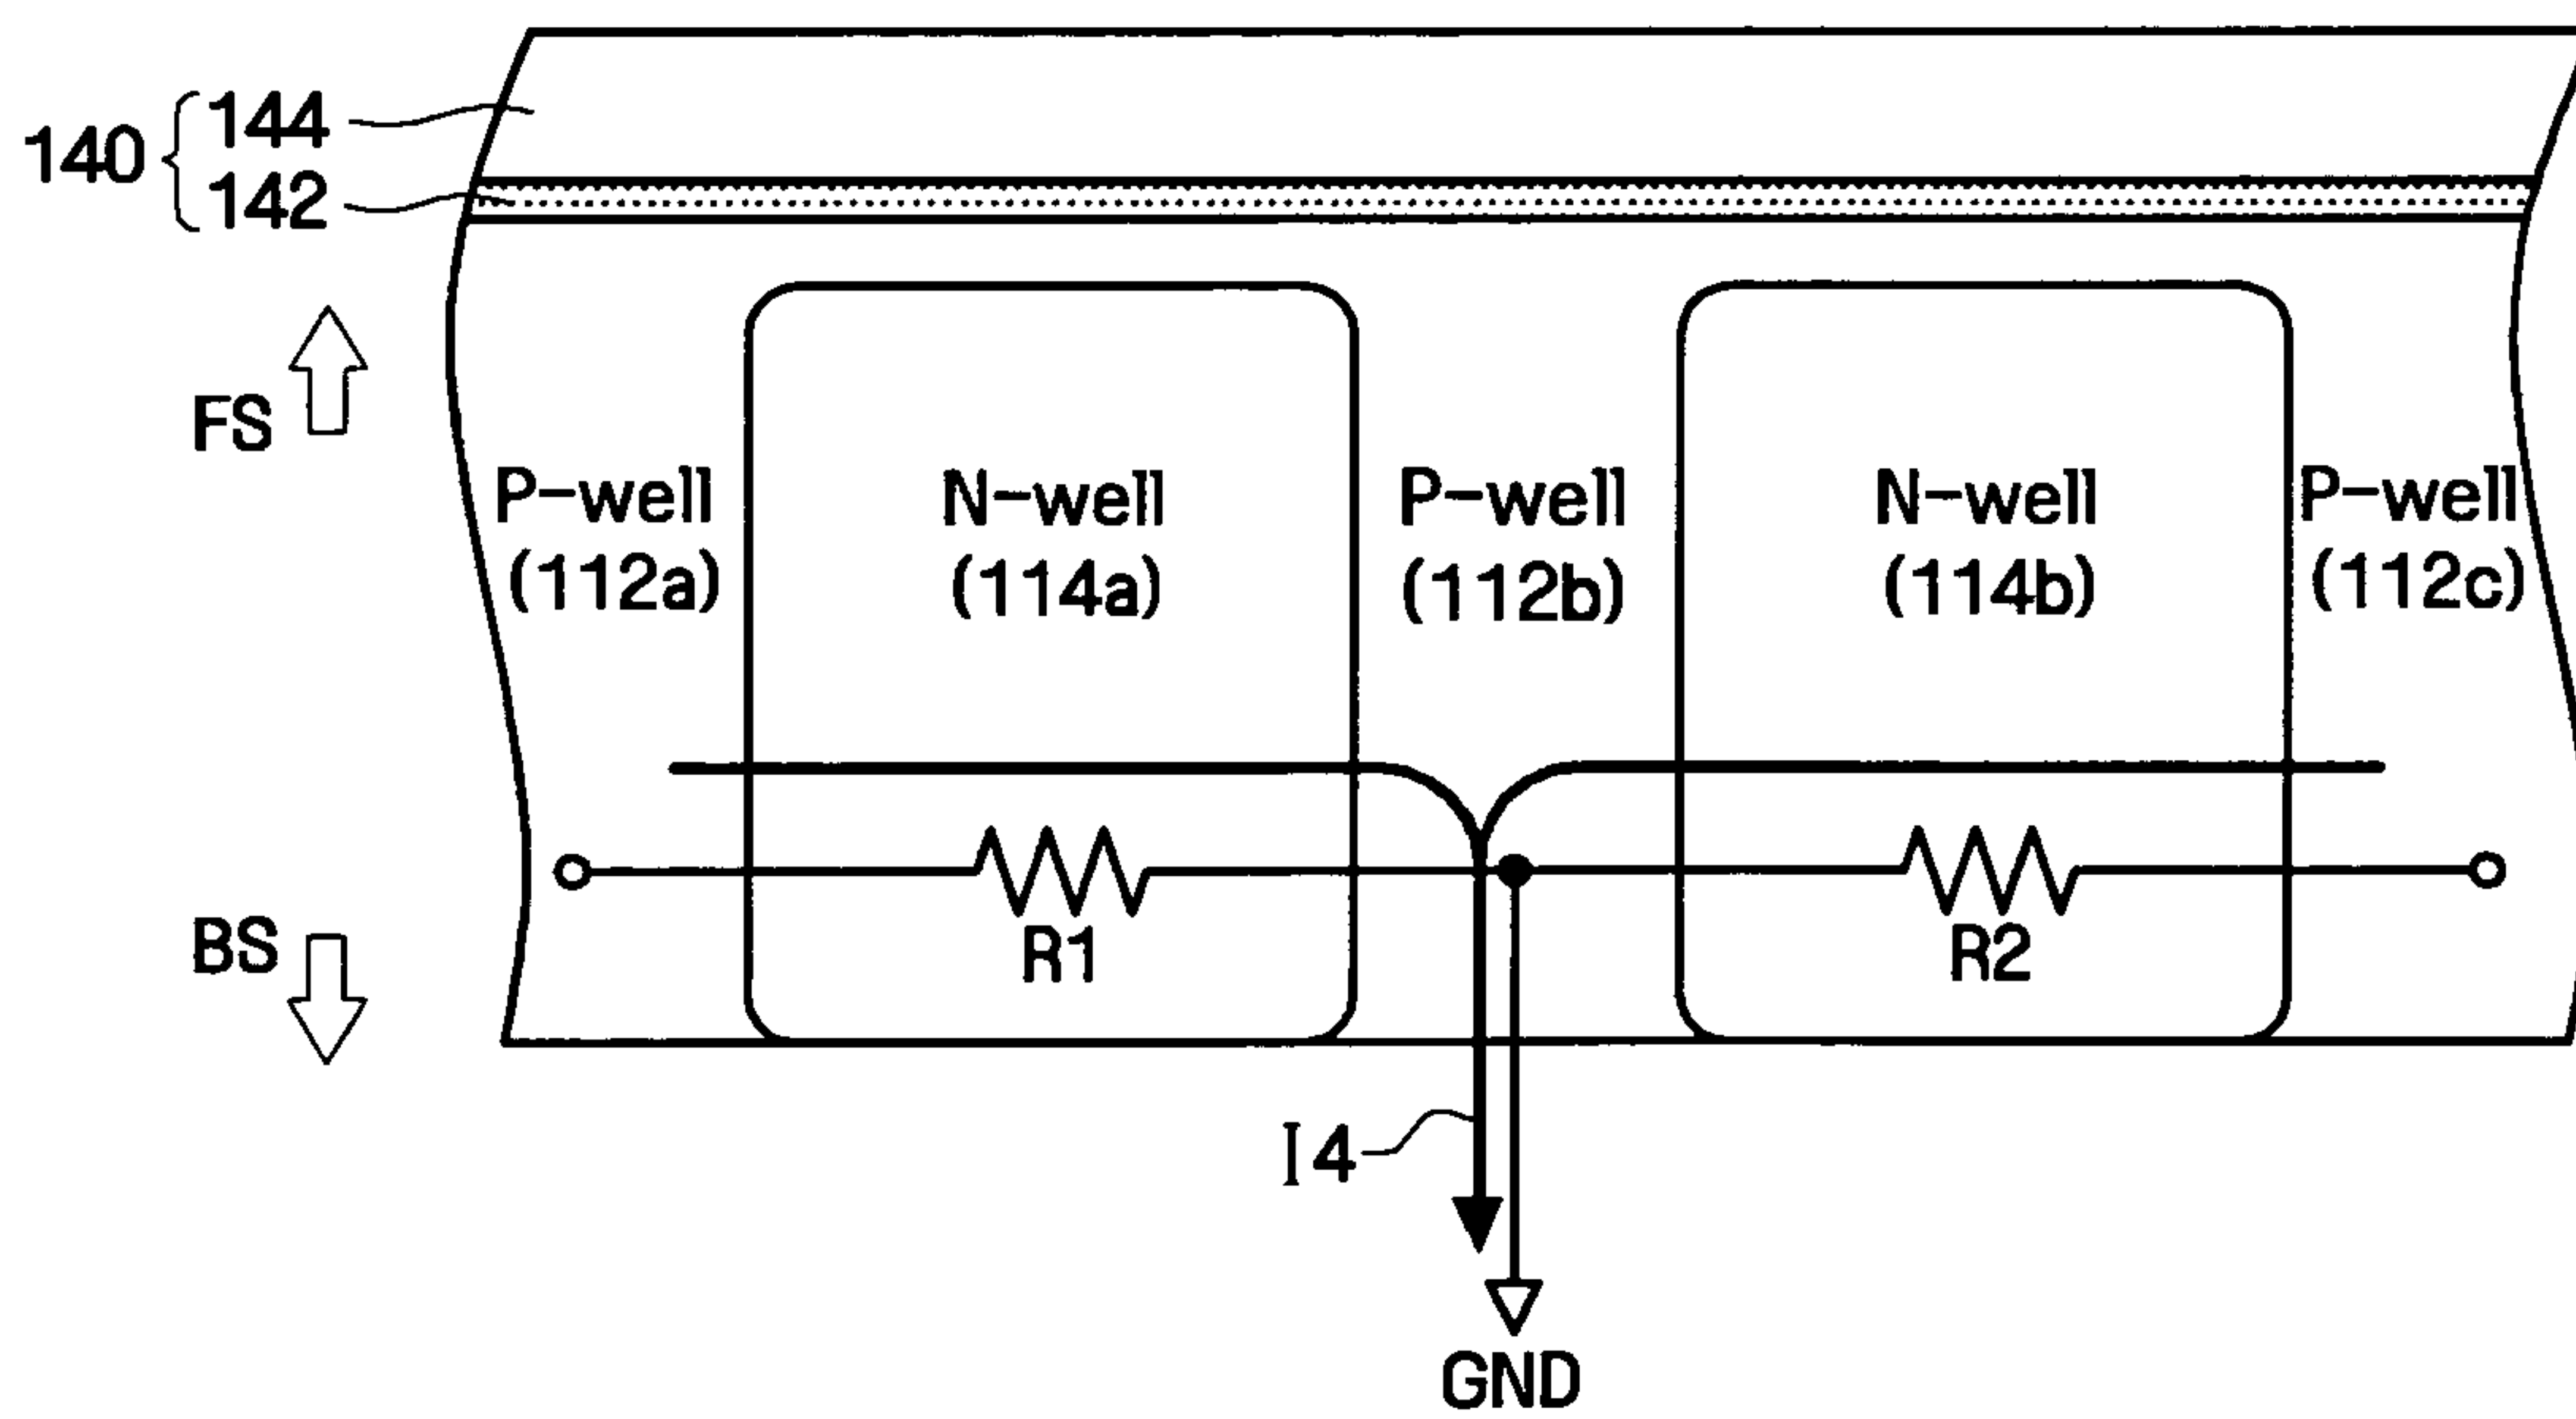 140
144
142
FS
P-well
(112a)
N-well
(114a)
P-well
(112b)
N-well
(114b)
P-well
(112c)
BS
R1
R2
I4
GND